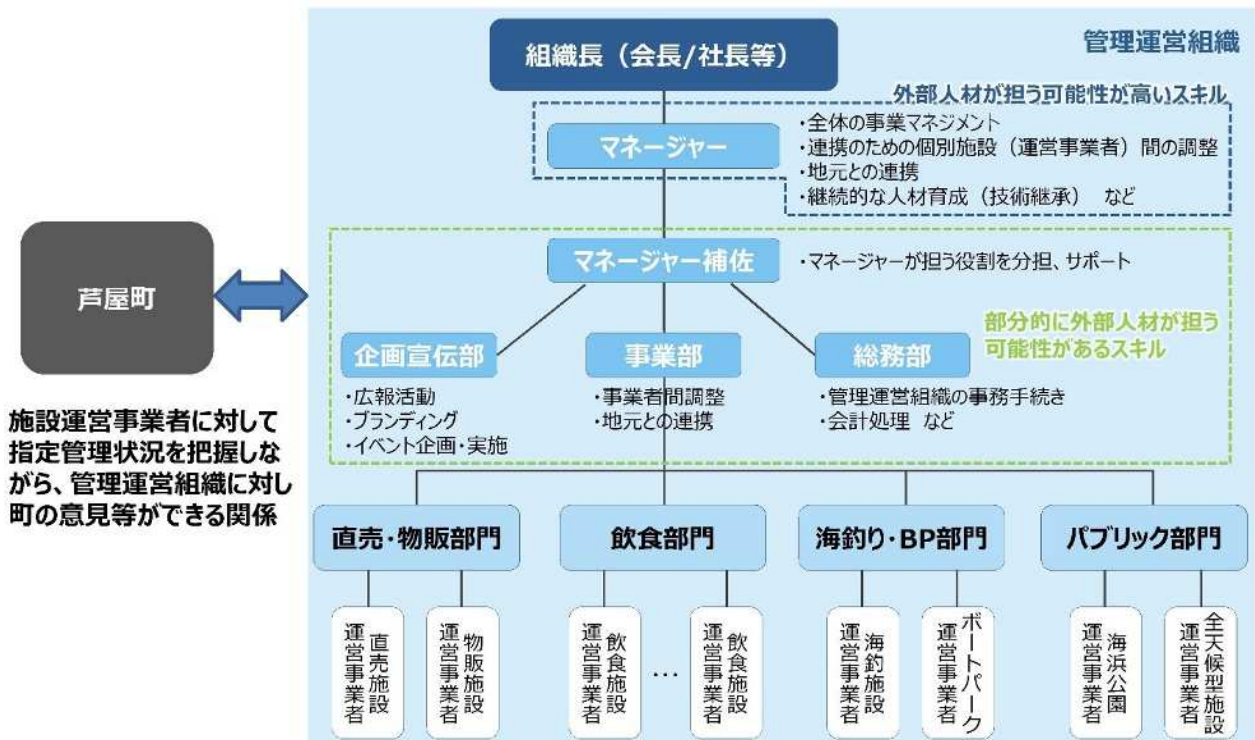 管理運営組織
組織長（会長/社長等）
外部人材が担う可能性が高いスキル
マネージャー
・全体の事業マネジメント
・連携のための個別施設（運営事業者）間の調整
・地元との連携
・継続的な人材育成（技術継承） など
芦屋町
施設運営事業者に対して
指定管理状況を把握しな
がら、管理運営組織に対し
町の意見等ができる関係
マネージャー補佐
・マネージャーが担う役割を分担、サポート
部分的に外部人材が担う
可能性があるスキル
企画宣伝部
・広報活動
・ブランディング
・イベント企画・実施
事業部
・事業者間調整
・地元との連携
総務部
・管理運営組織の事務手続き
・会計処理 など
直売・物販部門
飲食部門
海釣り・BP部門
パブリック部門
直売施設
運営事業者
物販施設
運営事業者
飲食施設
運営事業者
…
飲食施設
運営事業者
海釣施設
運営事業者
ボートパーク
運営事業者
海浜公園
運営事業者
全天候型施設
運営事業者